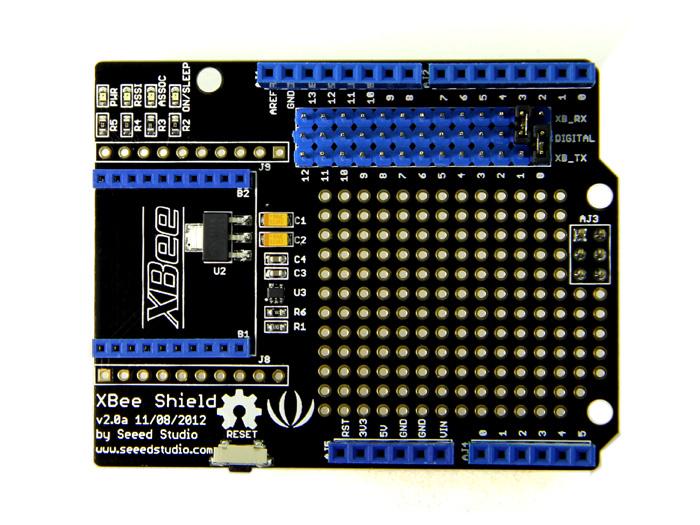 PWR
RSSI
ASSOC
ON/SLEEP
R5
R4
R3
R2
AREF
GND
13
12
11
10
9
8
AJ2
7
6
5
4
3
2
1
0
XB_RX
DIGITAL
XB_TX
12
11
10
9
8
7
6
5
4
3
2
1
0
J9
B2
XBee
U2
C1
C2
C4
C3
U3
R6
R1
B1
J8
AJ3
XBee Shield
v2.0a 11/08/2012
by Seeed Studio
www.seeedstudio.com
RESET
AJ5
RST
3V3
5V
GND
GND
VIN
AJ4
0
1
2
3
4
5